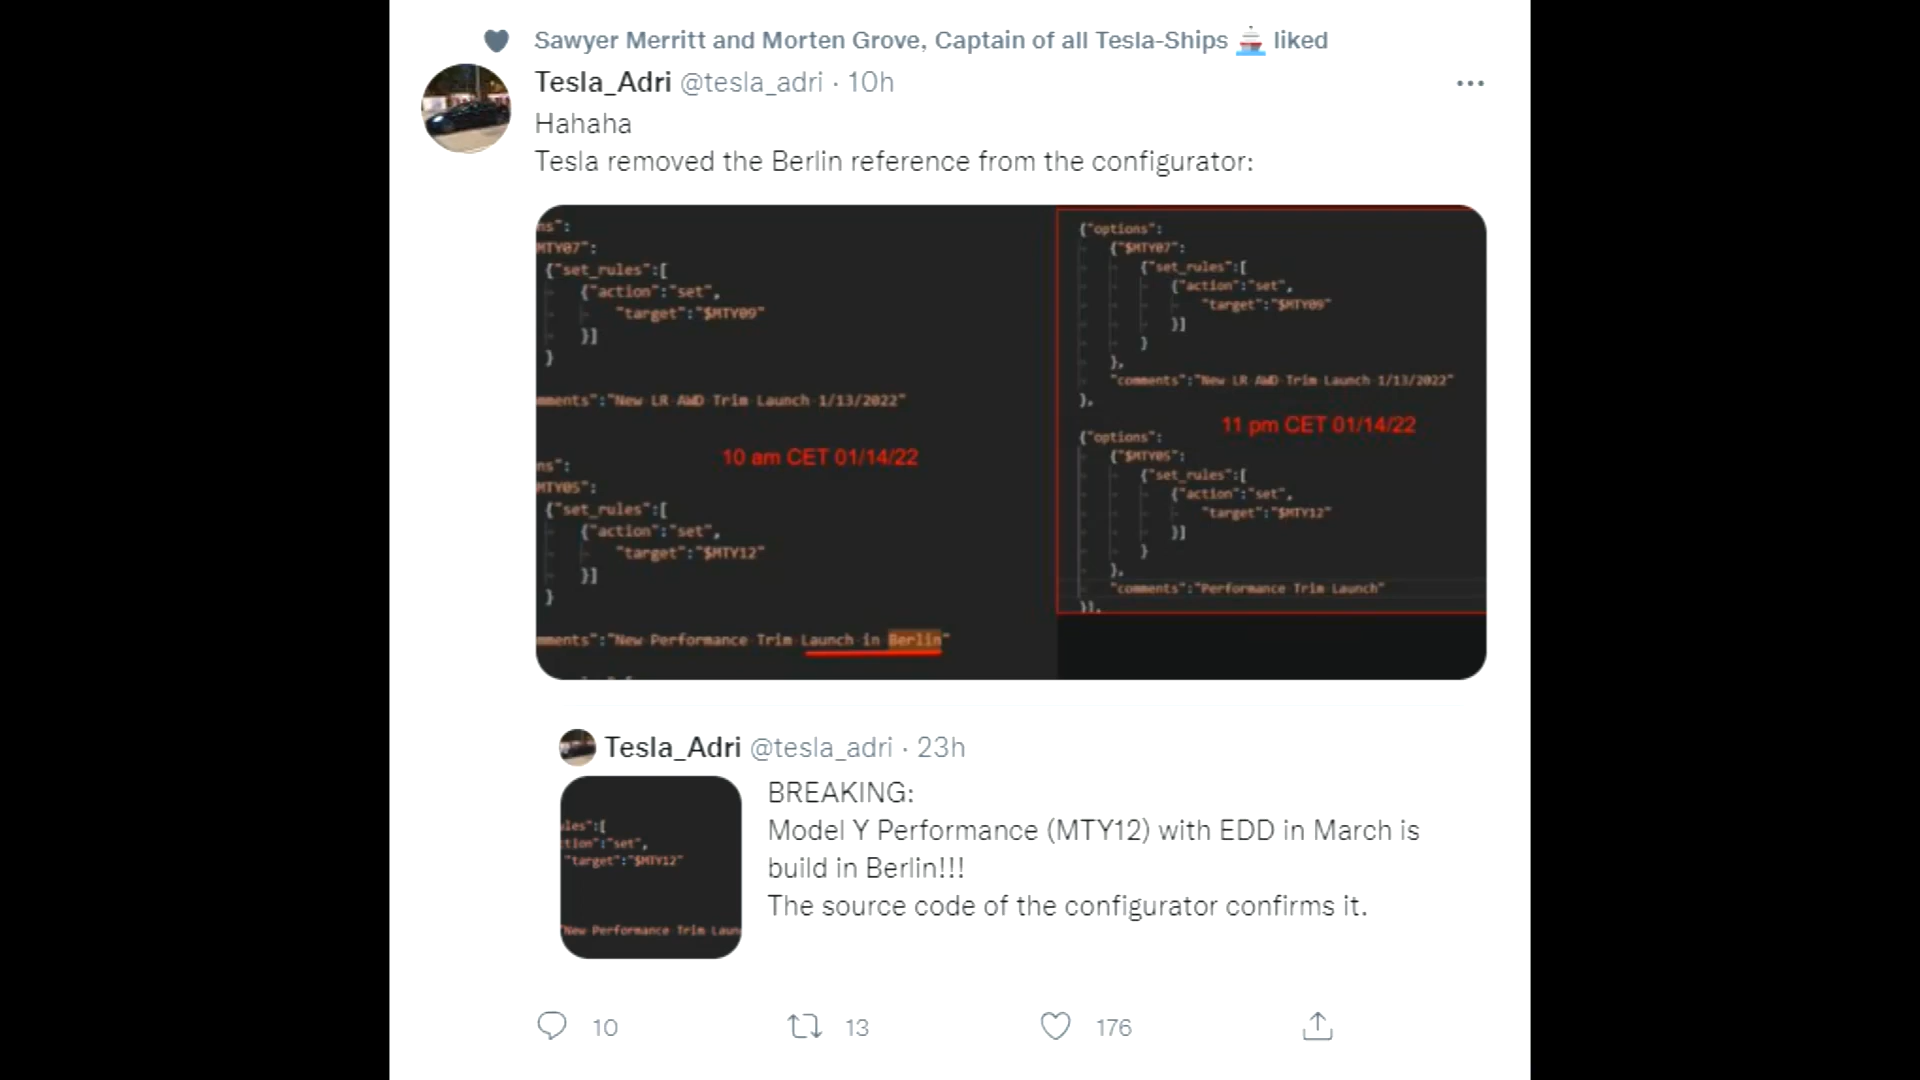 Sawyer Merritt and Morten Grove, Captain of all Tesla-Ships 🚢 liked
Tesla_Adri @tesla_adri · 10h
Hahaha
Tesla removed the Berlin reference from the configurator:
ns":
MTY07":
{"set_rules":[
{"action":"set",
"target":"$MTY09"
}]
}
mments":"New LR AWD Trim Launch 1/13/2022"
10 am CET 01/14/22
ns":
MTY05":
{"set_rules":[
{"action":"set",
"target":"$MTY12"
}]
}
mments":"New Performance Trim Launch in Berlin"
{"options":
{"$MTY07":
{"set_rules":[
{"action":"set",
"target":"$MTY09"
}]
}
},
"comments":"New LR AWD Trim Launch 1/13/2022"
},
11 pm CET 01/14/22
{"options":
{"$MTY05":
{"set_rules":[
{"action":"set",
"target":"$MTY12"
}]
}
},
"comments":"Performance Trim Launch"
}],
Tesla_Adri @tesla_adri · 23h
ules":[
ction":"set",
"target":"$MTY12"
"New Performance Trim Laun
BREAKING:
Model Y Performance (MTY12) with EDD in March is
build in Berlin!!!
The source code of the configurator confirms it.
10 13 176